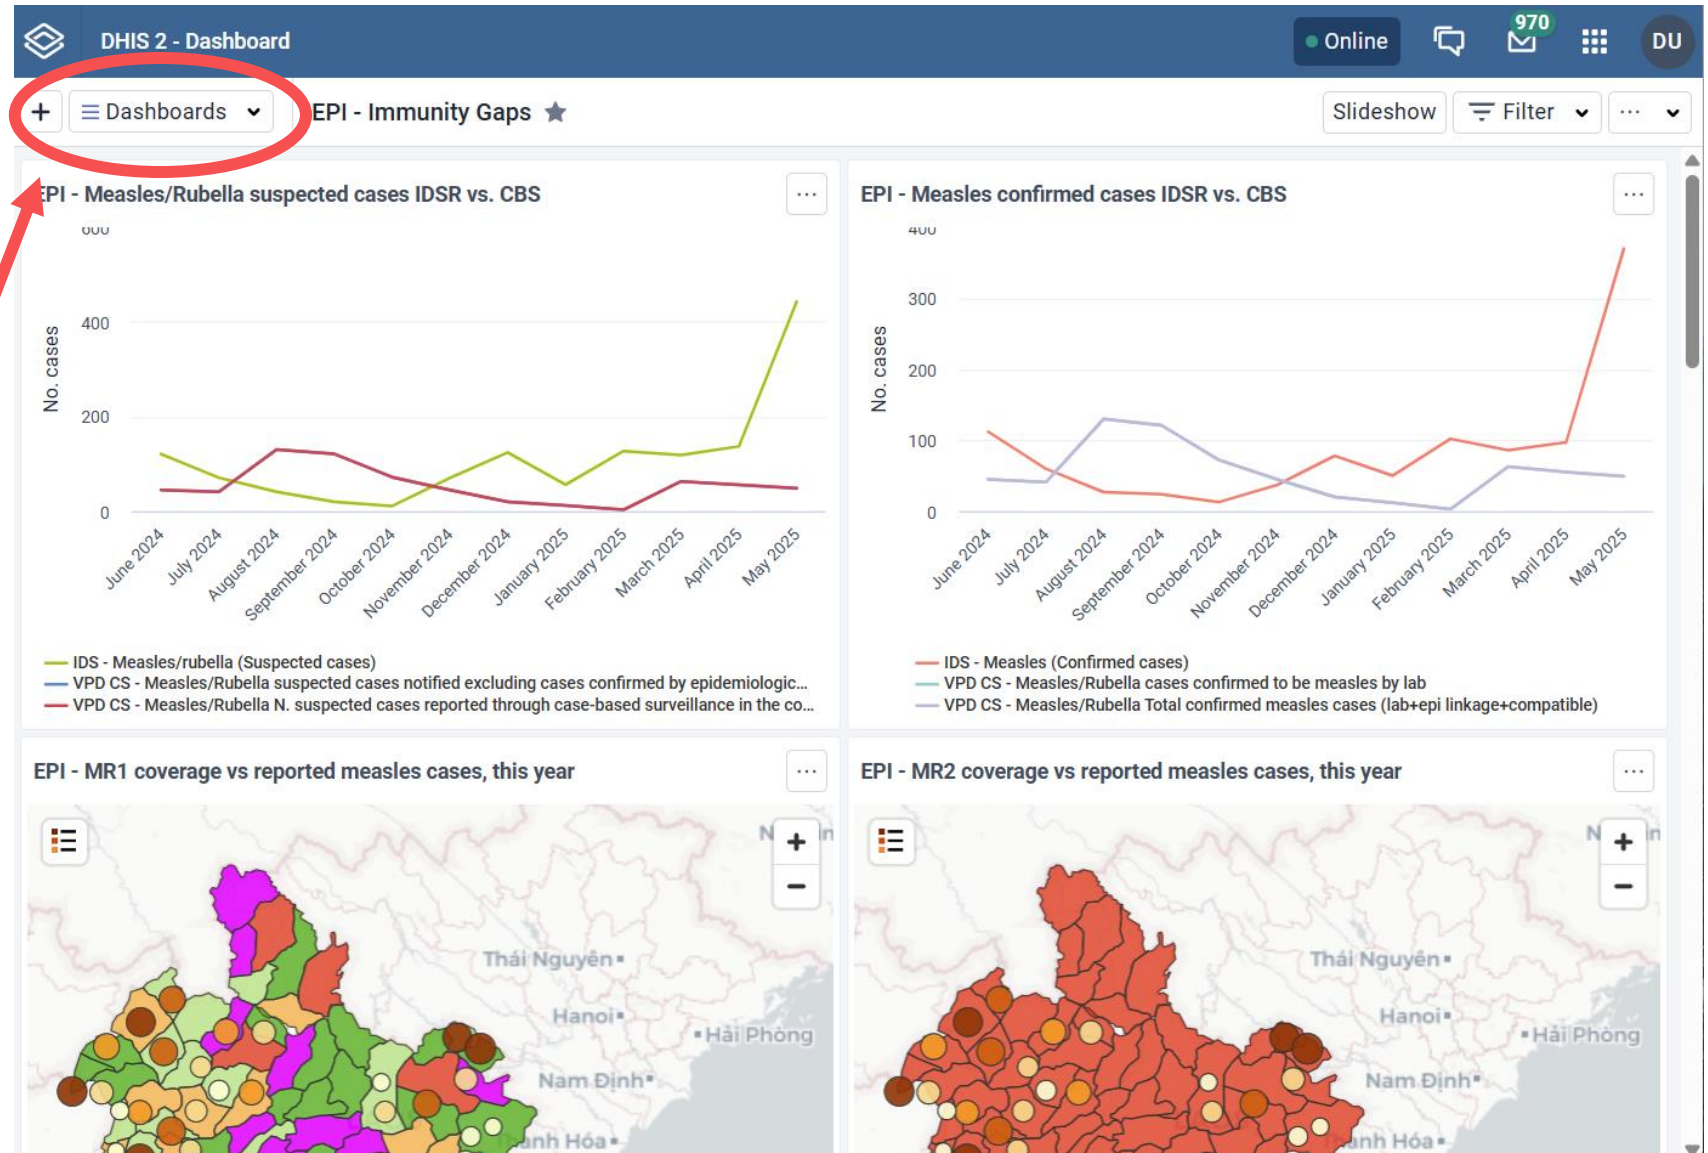 DHIS 2 - Dashboard
Online
970
DU
+
Dashboards
EPI - Immunity Gaps
Slideshow
Filter
...
EPI - Measles/Rubella suspected cases IDSR vs. CBS
...
600
400
200
0
No. cases
June 2024
July 2024
August 2024
September 2024
October 2024
November 2024
December 2024
January 2025
February 2025
March 2025
April 2025
May 2025
IDS - Measles/rubella (Suspected cases)
VPD CS - Measles/Rubella suspected cases notified excluding cases confirmed by epidemiologic...
VPD CS - Measles/Rubella N. suspected cases reported through case-based surveillance in the co...
EPI - Measles confirmed cases IDSR vs. CBS
...
400
300
200
100
0
No. cases
June 2024
July 2024
August 2024
September 2024
October 2024
November 2024
December 2024
January 2025
February 2025
March 2025
April 2025
May 2025
IDS - Measles (Confirmed cases)
VPD CS - Measles/Rubella cases confirmed to be measles by lab
VPD CS - Measles/Rubella Total confirmed measles cases (lab+epi linkage+compatible)
EPI - MR1 coverage vs reported measles cases, this year
...
+
−
Thái Nguyên
Hanoi
Hải Phòng
Nam Định
anh Hóa
EPI - MR2 coverage vs reported measles cases, this year
...
+
−
Thái Nguyên
Hanoi
Hải Phòng
Nam Định
anh Hóa